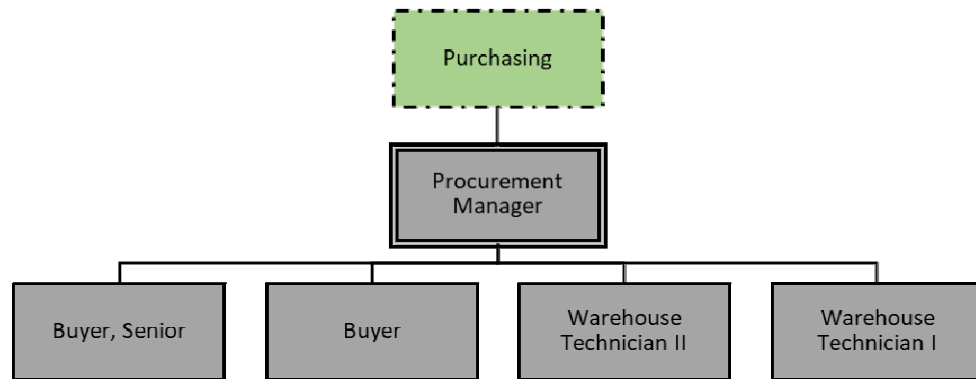 Purchasing
Procurement
Manager
Buyer, Senior
Buyer
Warehouse
Technician II
Warehouse
Technician I